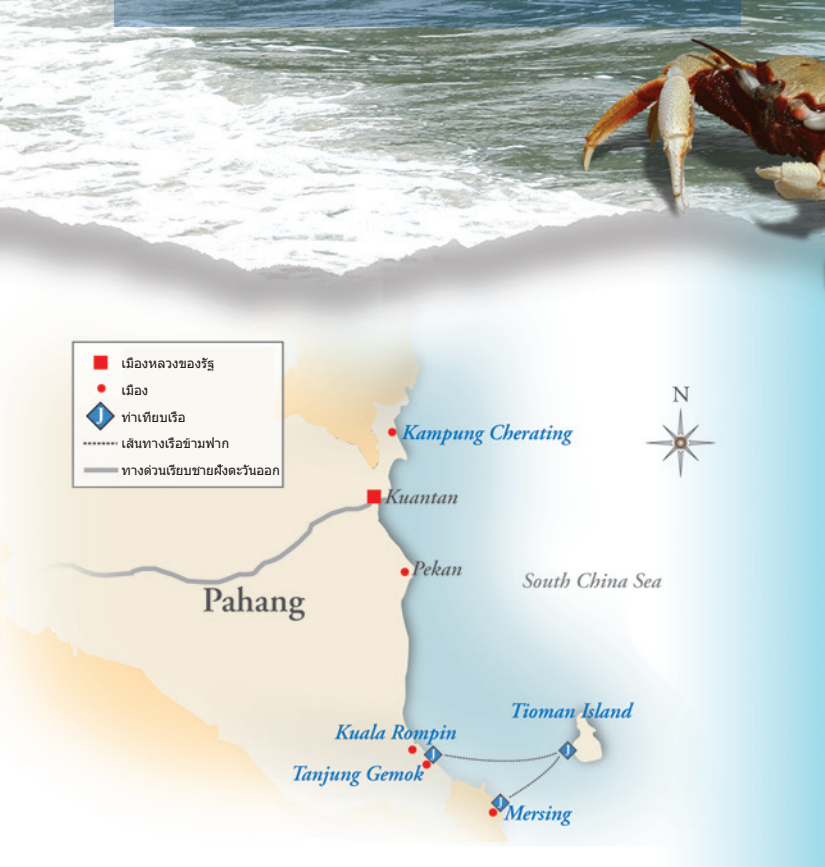 เมืองหลวงของรัฐ
เมือง
J ท่าเทียบเรือ
เส้นทางเรือข้ามฟาก
ทางด่วนเรียบชายฝั่งตะวันออก
N
Kampung Cherating
Kuantan
Pekan
South China Sea
Pahang
Tioman Island
Kuala Rompin
J
J
Tanjung Gemok
J
Mersing